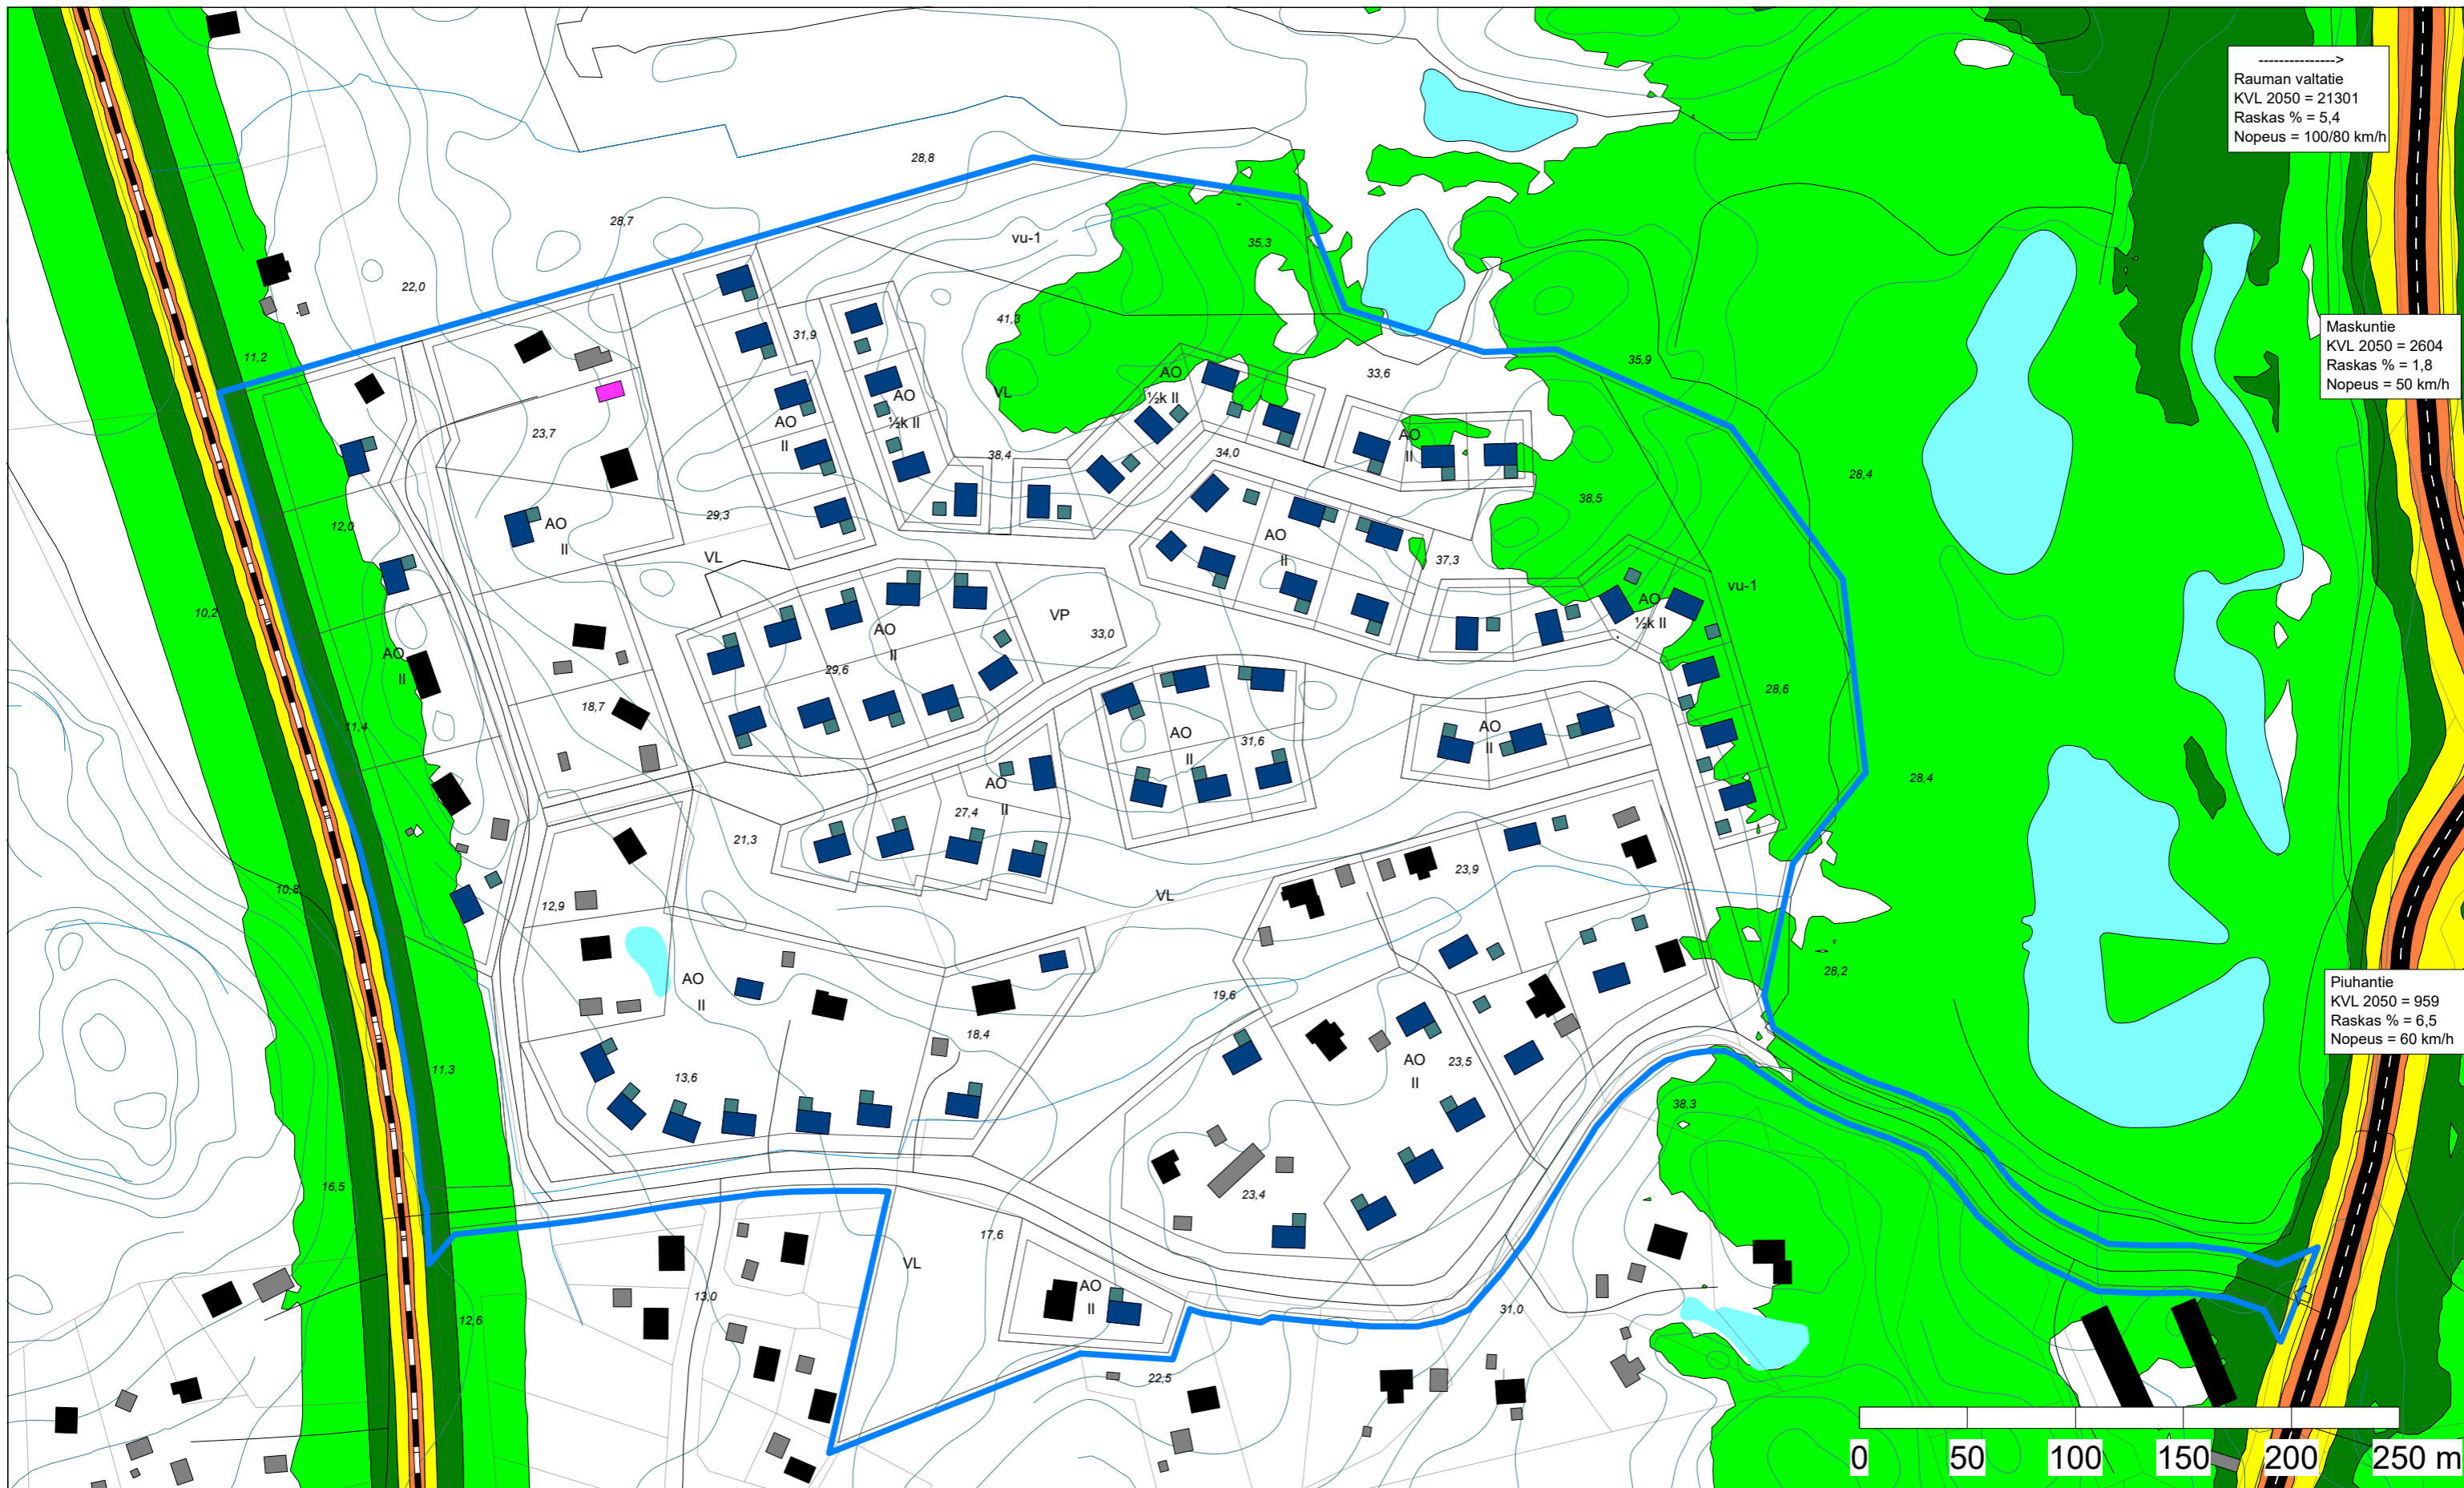 --------------->
Rauman valtatie
KVL 2050 = 21301
Raskas % = 5,4
Nopeus = 100/80 km/h
28,8
28,7
vu-1
35,3
22,0
41,3
31,9
Maskuntie
KVL 2050 = 2604
Raskas % = 1,8
Nopeus = 50 km/h
11,2
35,9
33,6
AO
½k II
VL
AO
½k II
AO
II
23,7
AO
II
38,4
34,0
28,4
38,5
12,0
29,3
AO
II
AO
II
VL
37,3
vu-1
10,2
VP
33,0
AO
½k II
AO
II
AO
II
29,6
28,6
18,7
11,4
AO
II
31,6
AO
II
28,4
AO
II
27,4
21,3
23,9
10,8
12,9
VL
28,2
AO
II
19,6
Piuhantie
KVL 2050 = 959
Raskas % = 6,5
Nopeus = 60 km/h
18,4
11,3
13,6
AO
II
23,5
38,3
16,5
23,4
17,6
VL
AO
II
13,0
12,6
31,0
22,5
0 50 100 150 200 250 m